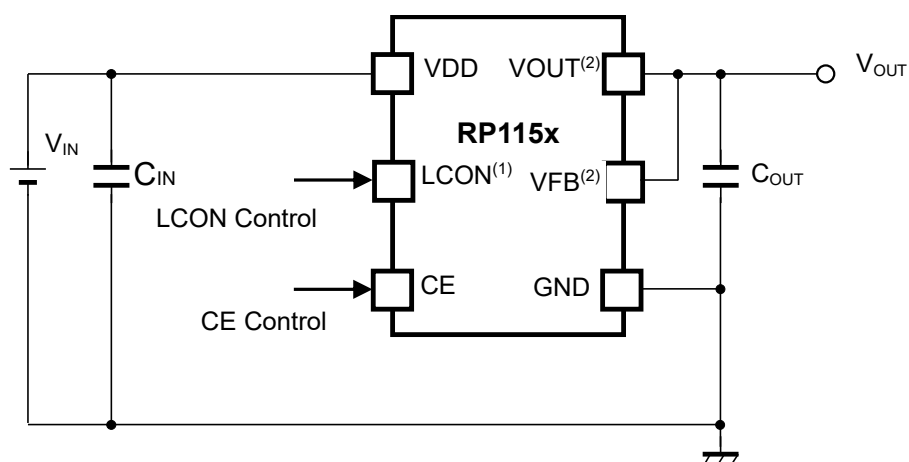 VDD
VOUT(2)
VOUT
RP115x
VIN
CIN
LCON(1)
VFB(2)
COUT
LCON Control
CE
GND
CE Control